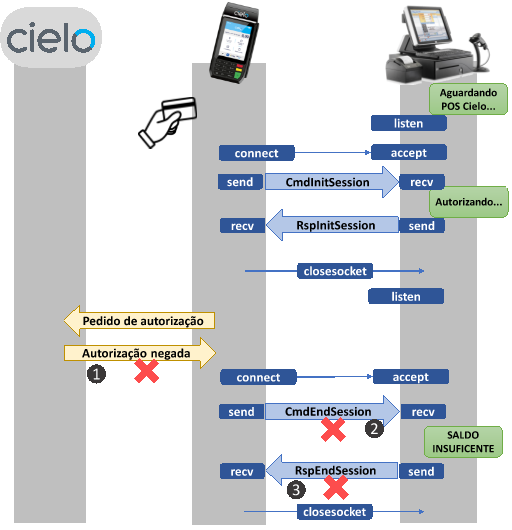 cielo
Aguardando
POS Cielo...
listen
connect
accept
send
CmdInitSession
recv
Autorizando...
recv
RspInitSession
send
closesocket
listen
Pedido de autorização
Autorização negada
1
connect
accept
send
CmdEndSession
recv
2
SALDO
INSUFICENTE
recv
RspEndSession
send
3
closesocket